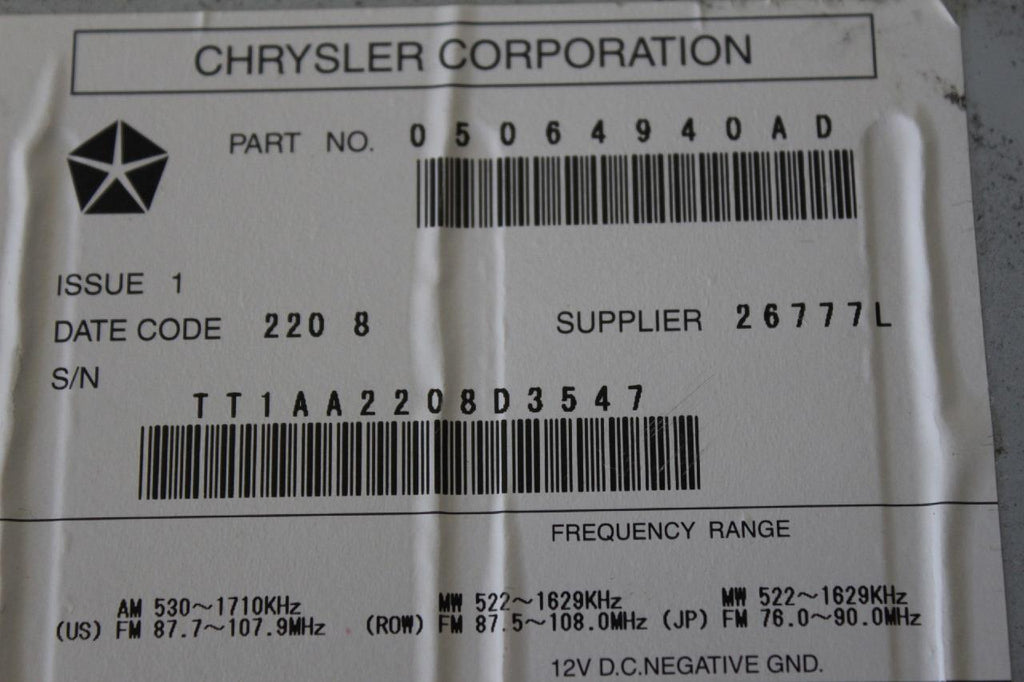 CHRYSLER CORPORATION
PART NO. 05064940AD
ISSUE 1
DATE CODE 2208 SUPPLIER 26777L
S/N
TT1AA2208D3547
FREQUENCY RANGE
AM 530~1710KHz MW 522~1629KHz MW 522~1629KHz
(US) FM 87.7~107.9MHz (ROW) FM 87.5~108.0MHz (JP) FM 76.0~90.0MHz
12V D.C.NEGATIVE GND.